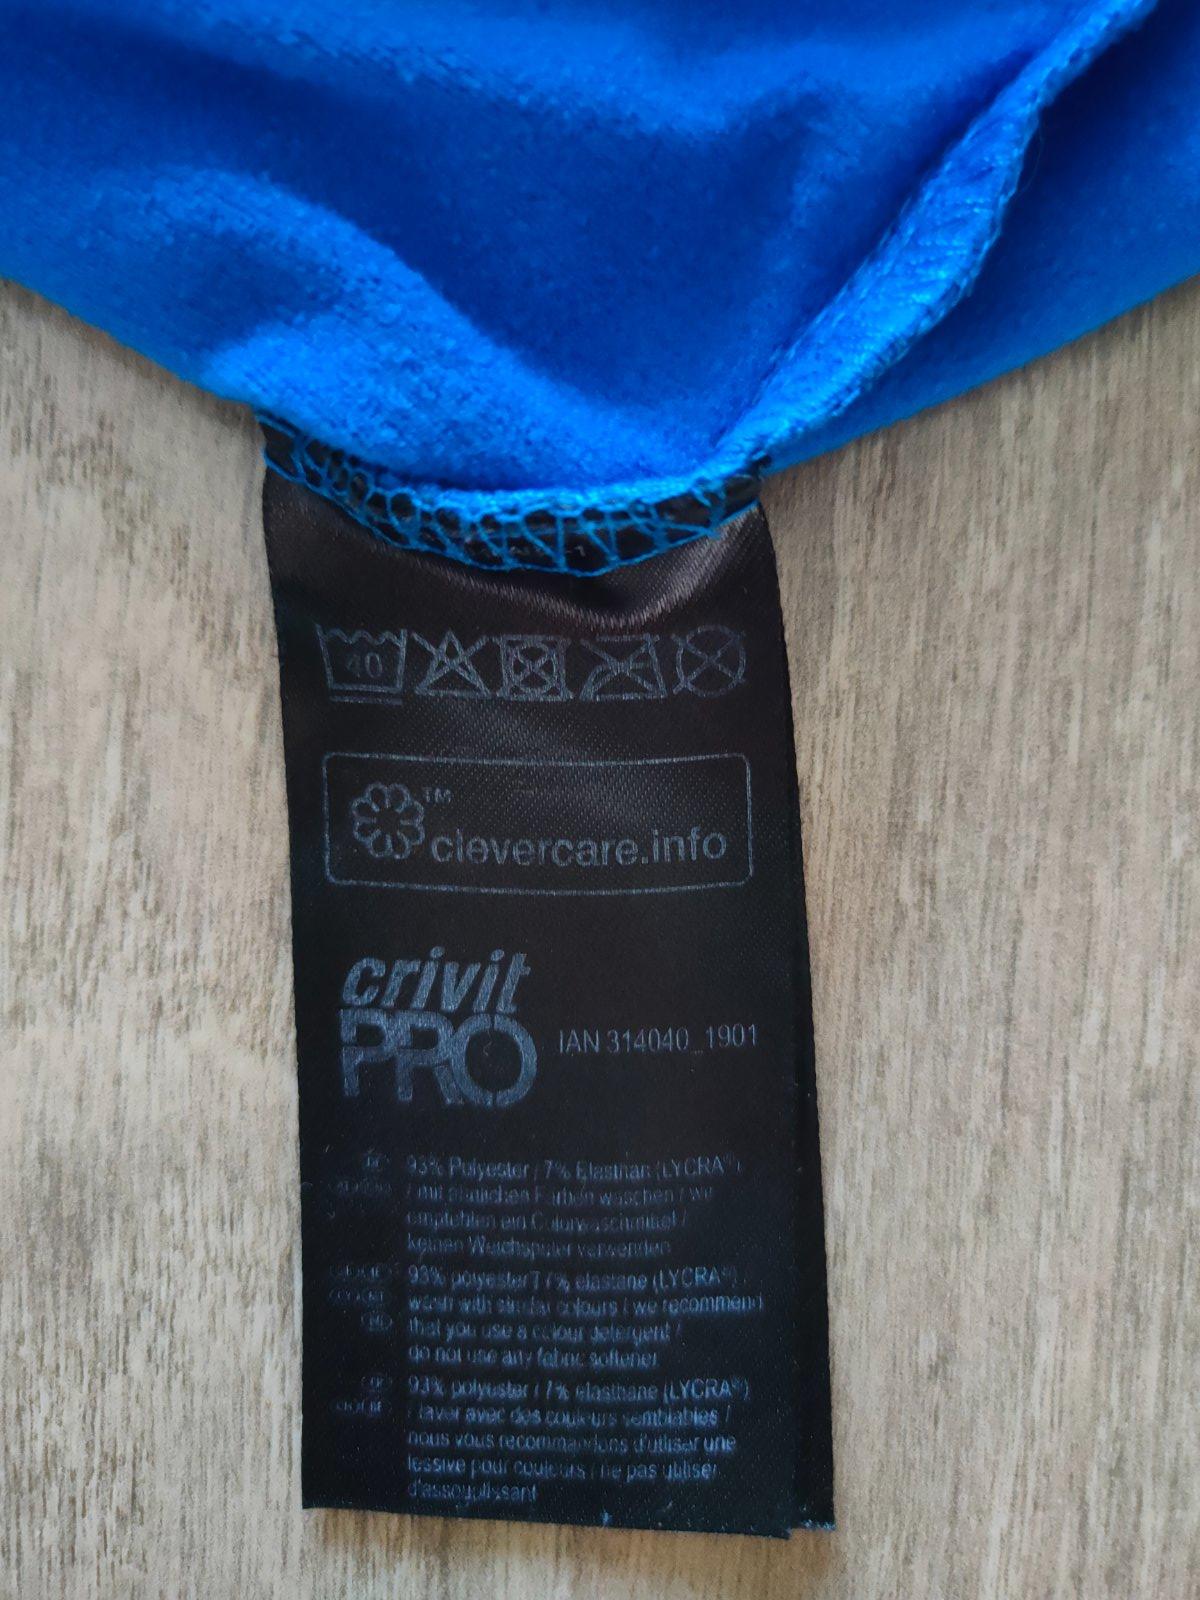 40
TM
clevercare.info
crivit
PRO
IAN 314040_1901
93% Polyester / 7% Elasthan (LYCRA®)
/ mit ähnlichen Farben waschen / wir
empfehlen ein Colorwaschmittel /
keinen Weichspüler verwenden
93% polyester / 7% elastane (LYCRA®)
wash with similar colours / we recommend
that you use a colour detergent /
do not use any fabric softener
93% polyester / 7% élasthane (LYCRA®)
/ laver avec des couleurs semblables /
nous vous recommandons d'utiliser une
lessive pour couleurs / ne pas utiliser
d'assouplissant